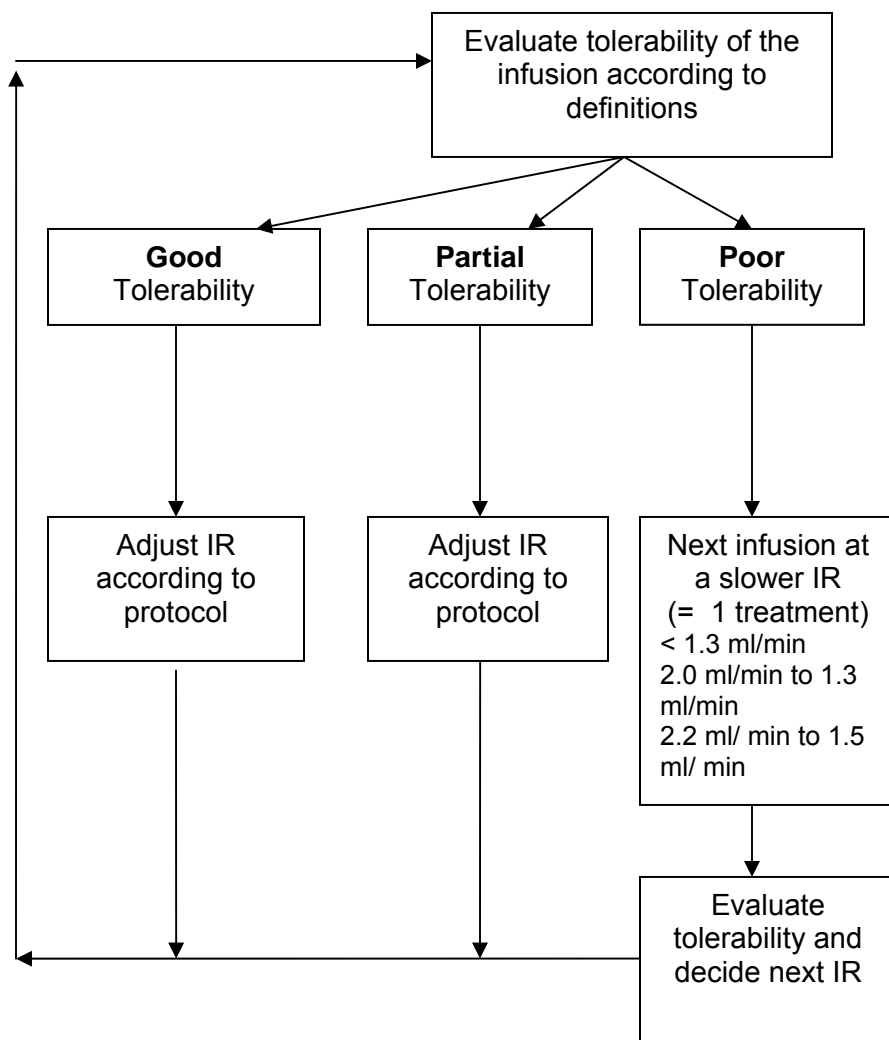 Evaluate tolerability of the
infusion according to
definitions
Good
Tolerability
Partial
Tolerability
Poor
Tolerability
Adjust IR
according to
protocol
Adjust IR
according to
protocol
Next infusion at
a slower IR
(= 1 treatment)
< 1.3 ml/min
2.0 ml/min to 1.3
ml/min
2.2 ml/ min to 1.5
ml/ min
Evaluate
tolerability and
decide next IR